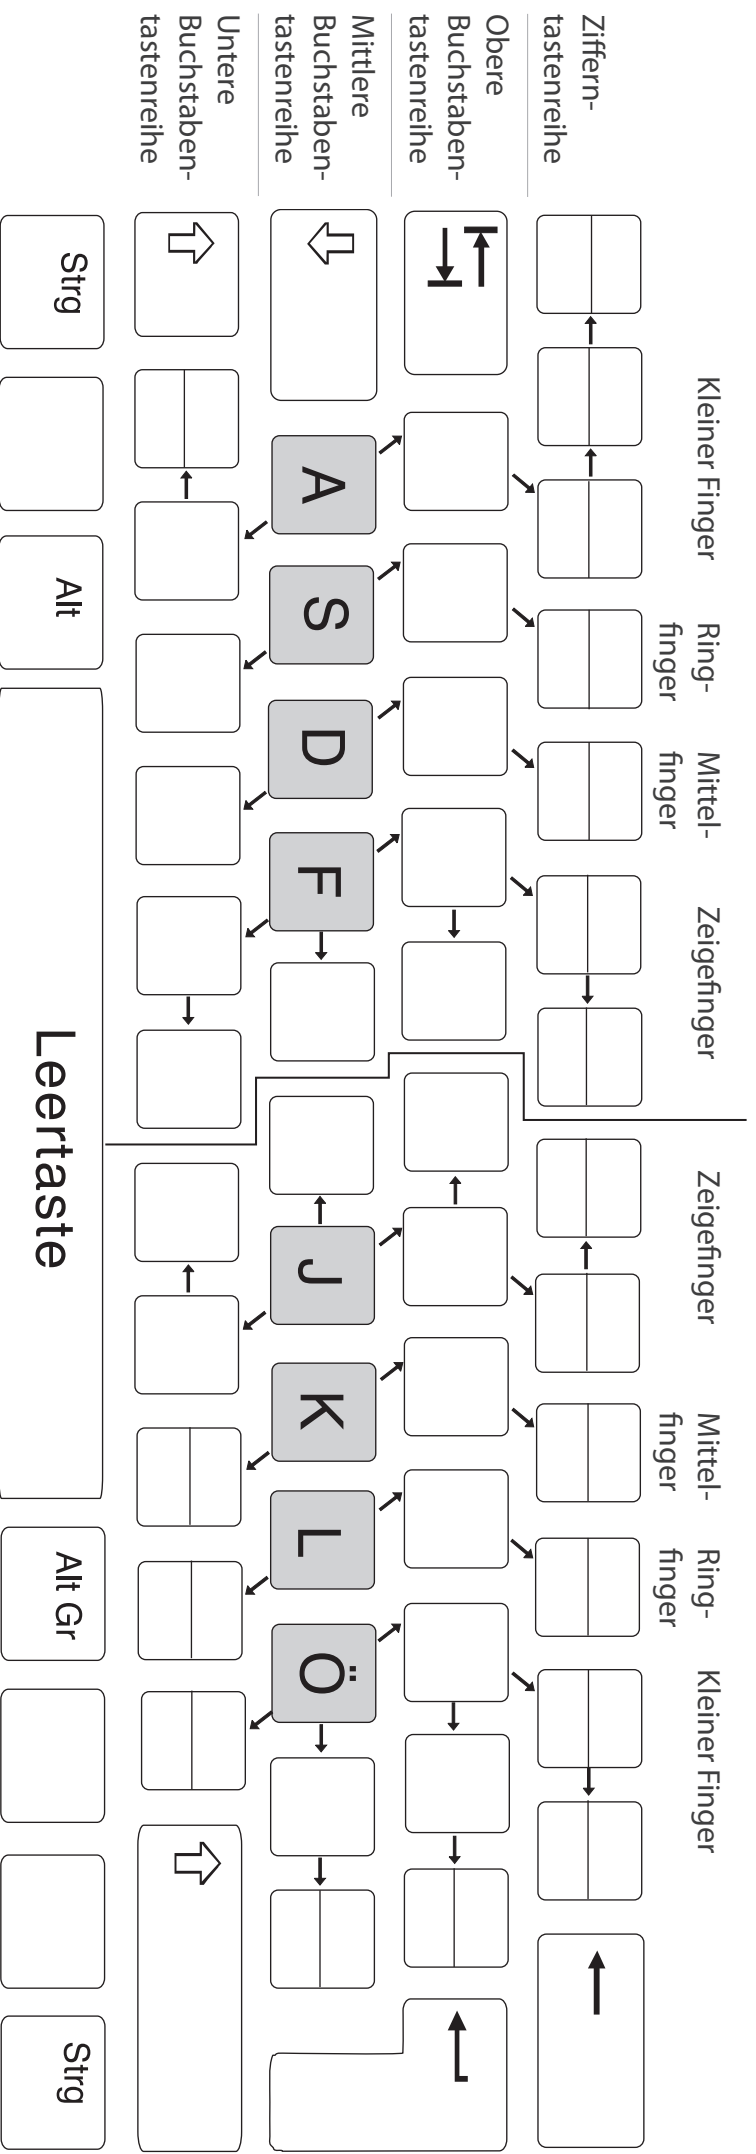 Kleiner Finger
Ring-
finger
Mittel-
finger
Zeigefinger
Zeigefinger
Mittel-
finger
Ring-
finger
Kleiner Finger
Ziffern-
tastenreihe
Obere
Buchstaben-
tastenreihe
Mittlere
Buchstaben-
tastenreihe
A
S
D
F
J
K
L
Ö
Untere
Buchstaben-
tastenreihe
Strg
Alt
Leertaste
Alt Gr
Strg